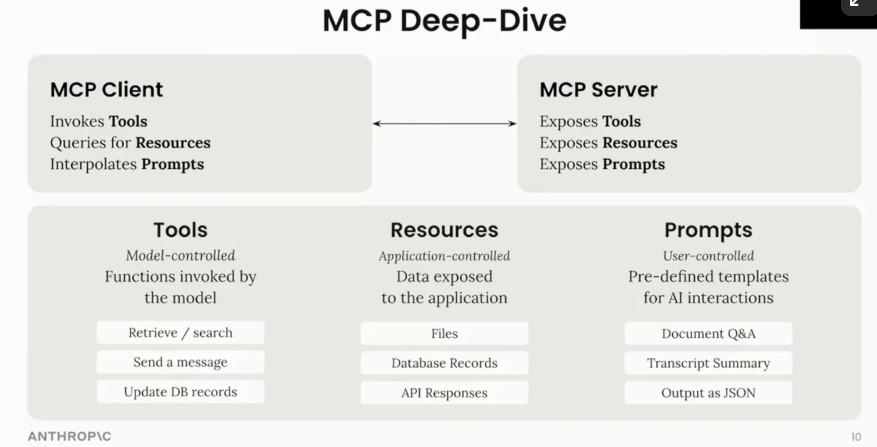 MCP Deep-Dive
MCP Client
Invokes Tools
Queries for Resources
Interpolates Prompts
MCP Server
Exposes Tools
Exposes Resources
Exposes Prompts
Tools
Model-controlled
Functions invoked by
the model
Retrieve / search
Send a message
Update DB records
Resources
Application-controlled
Data exposed
to the application
Files
Database Records
API Responses
Prompts
User-controlled
Pre-defined templates
for AI interactions
Document Q&A
Transcript Summary
Output as JSON
ANTHROP\C
10